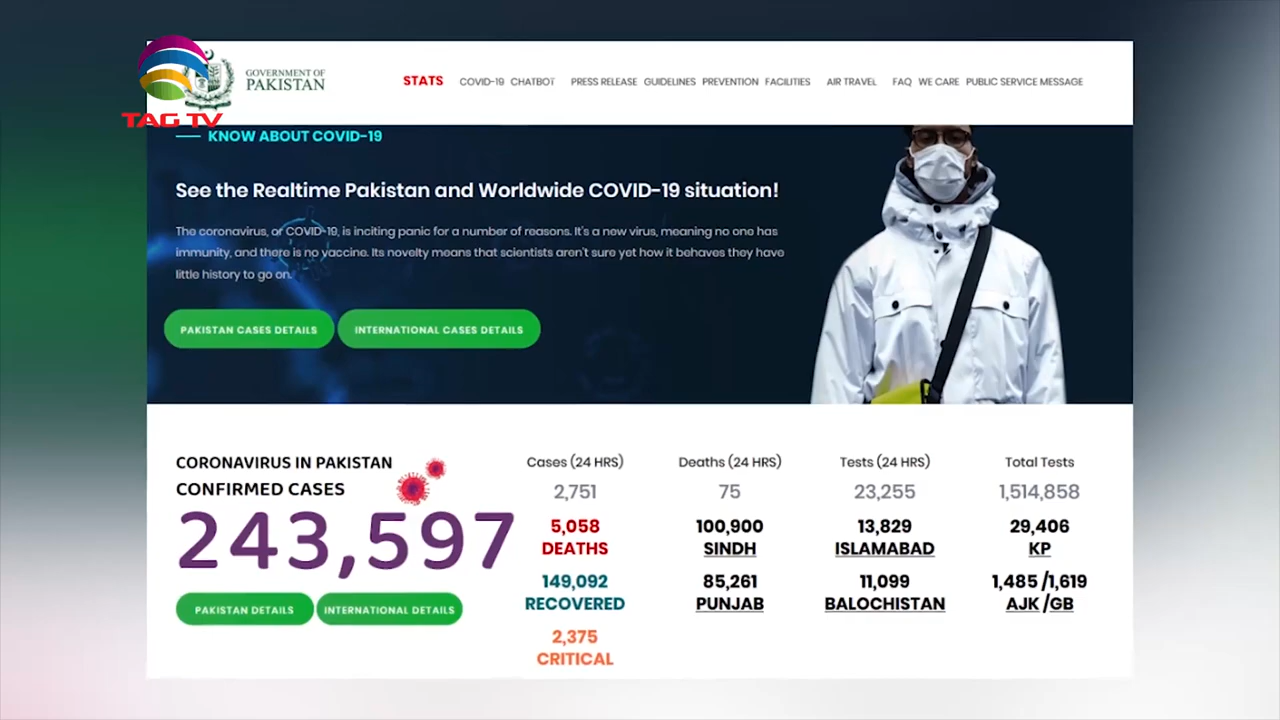 TAG TV
GOVERNMENT OF
PAKISTAN
STATS COVID-19 CHATBOT PRESS RELEASE GUIDELINES PREVENTION FACILITIES AIR TRAVEL FAQ WE CARE PUBLIC SERVICE MESSAGE
KNOW ABOUT COVID-19
See the Realtime Pakistan and Worldwide COVID-19 situation!
The coronavirus, or COVID-19, is inciting panic for a number of reasons. It's a new virus, meaning no one has
immunity, and there is no vaccine. Its novelty means that scientists aren't sure yet how it behaves they have
little history to go on.
PAKISTAN CASES DETAILS INTERNATIONAL CASES DETAILS
CORONAVIRUS IN PAKISTAN
CONFIRMED CASES
243,597
PAKISTAN DETAILS INTERNATIONAL DETAILS
Cases (24 HRS) Deaths (24 HRS) Tests (24 HRS) Total Tests
2,751 75 23,255 1,514,858
5,058 100,900 13,829 29,406
DEATHS SINDH ISLAMABAD KP
149,092 85,261 11,099 1,485 /1,619
RECOVERED PUNJAB BALOCHISTAN AJK /GB
2,375
CRITICAL